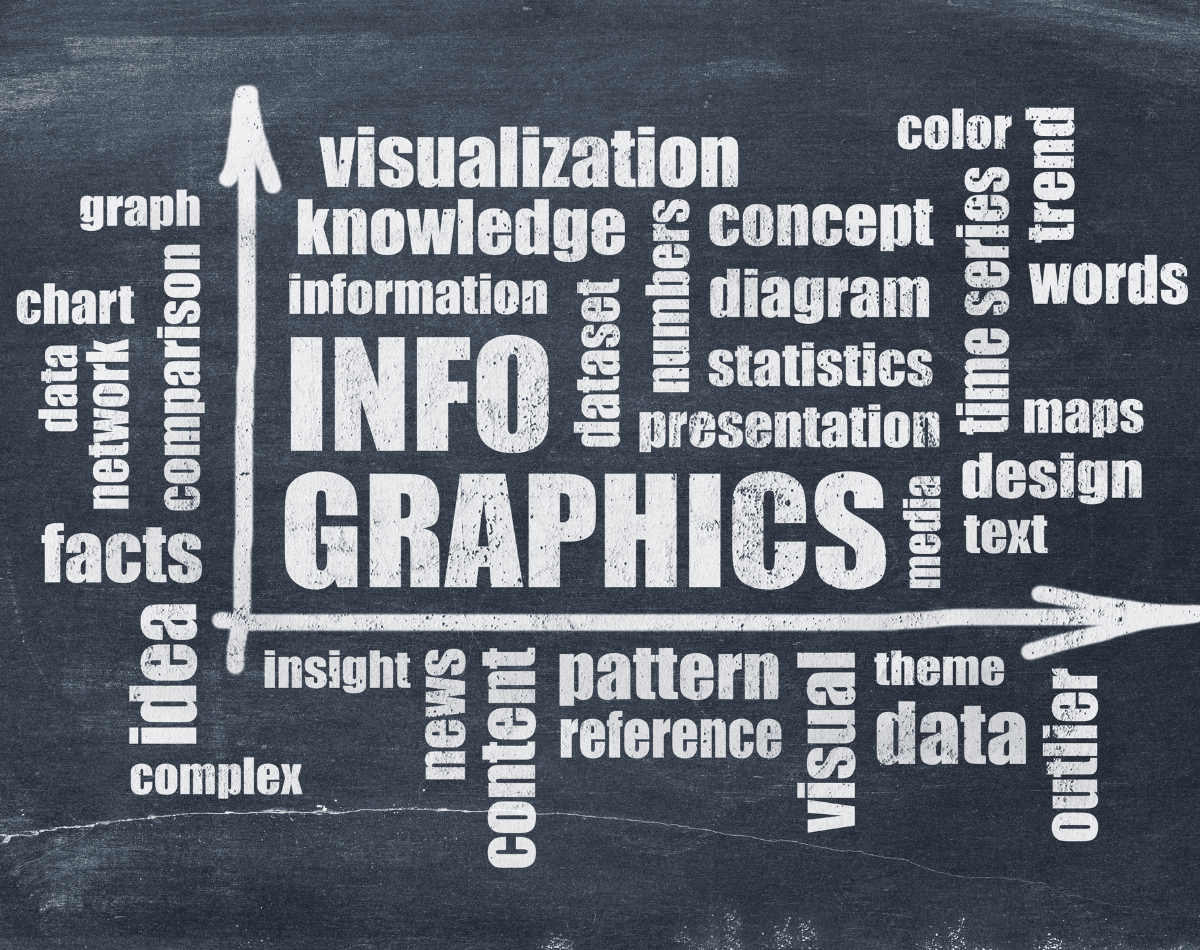 visualization
color
trend
graph
knowledge
numbers
concept
time series
information
dataset
diagram
words
chart
comparison
data
network
INFO
statistics
presentation
maps
GRAPHICS
media
design
text
facts
idea
insight
news
content
pattern
reference
visual
theme
data
outlier
complex